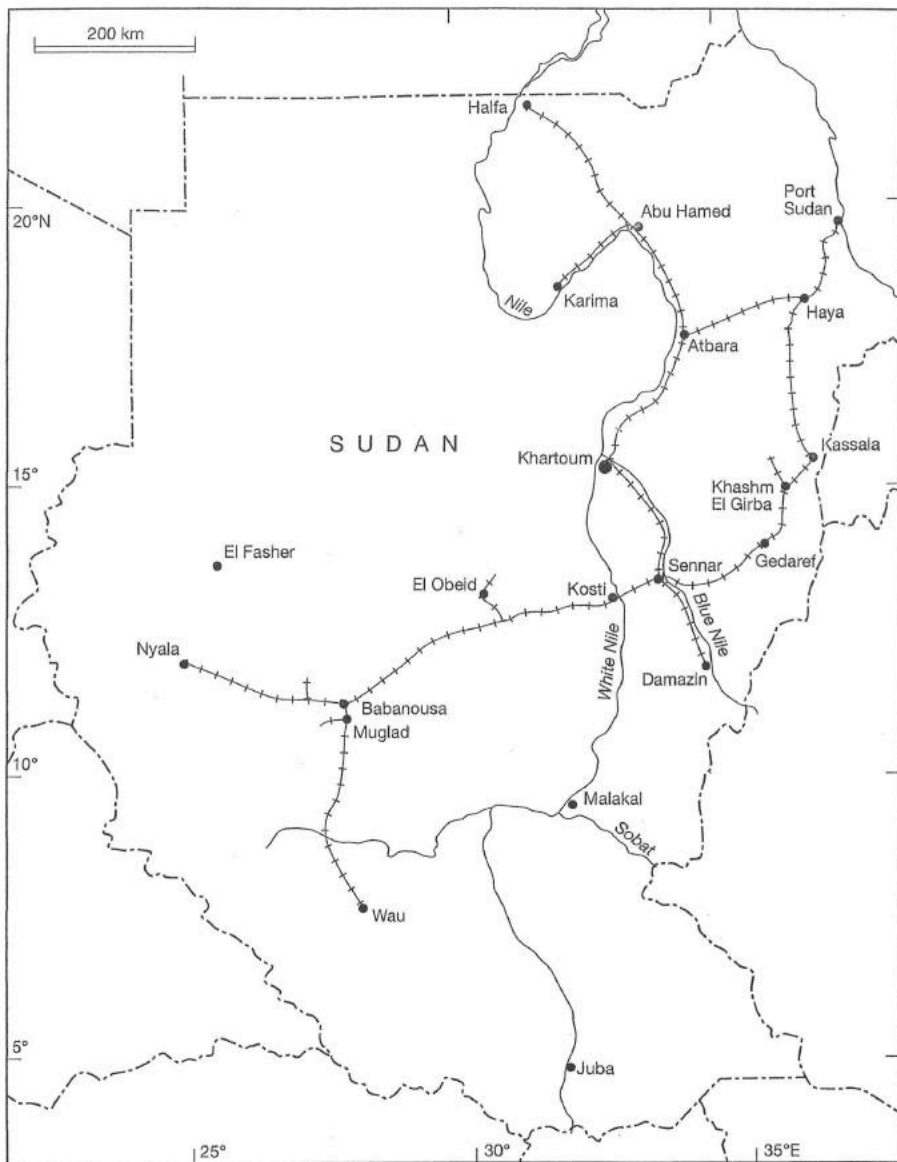 200 km
Halfa
20°N
Abu Hamed
Port
Sudan
Karima
Nile
Haya
Atbara
SUDAN
Khartoum
Kassala
15°
Khashm
El Girba
El Fasher
Gedaref
El Obeid
Sennar
Kosti
Blue Nile
Nyala
White Nile
Damazin
Babanousa
Muglad
10°
Malakal
Sobat
Wau
5°
Juba
25°
30°
35°E